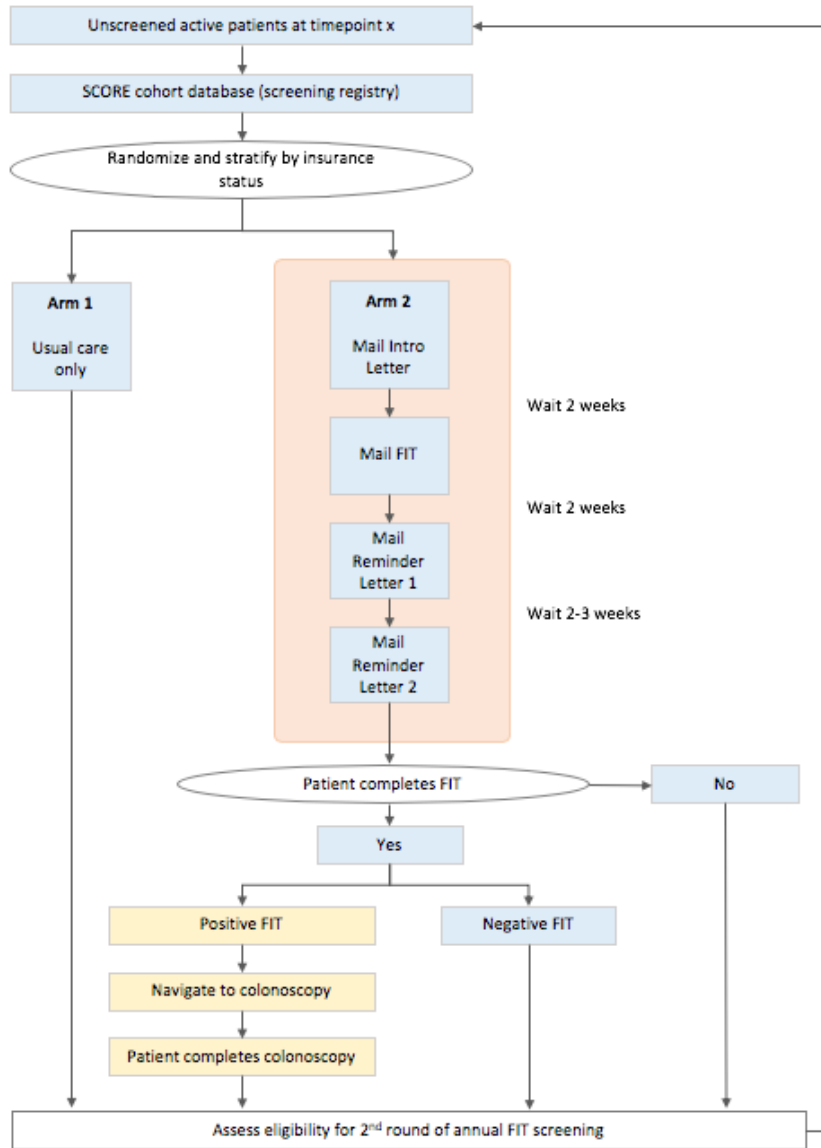 Unscreened active patients at timepoint x
SCORE cohort database (screening registry)
Randomize and stratify by insurance
status
Arm 1
Usual care
only
Arm 2
Mail Intro
Letter
Wait 2 weeks
Mail FIT
Wait 2 weeks
Mail
Reminder
Letter 1
Wait 2-3 weeks
Mail
Reminder
Letter 2
Patient completes FIT
No
Yes
Positive FIT
Negative FIT
Navigate to colonoscopy
Patient completes colonoscopy
Assess eligibility for 2nd round of annual FIT screening